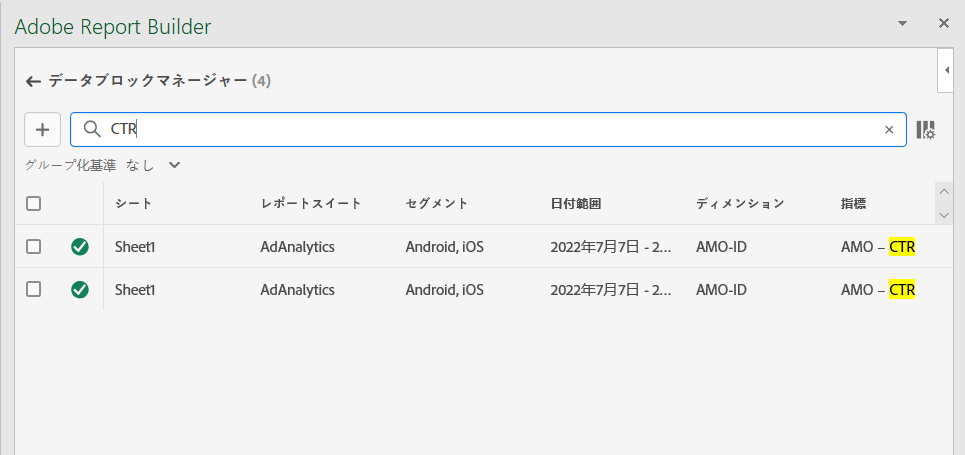 Adobe Report Builder
データブロックマネージャー (4)
CTR
グループ化基準 なし
シート レポートスイート セグメント 日付範囲 ディメンション 指標
Sheet1 AdAnalytics Android, iOS 2022年7月7日 - 2... AMO-ID AMO – CTR
Sheet1 AdAnalytics Android, iOS 2022年7月7日 - 2... AMO-ID AMO – CTR